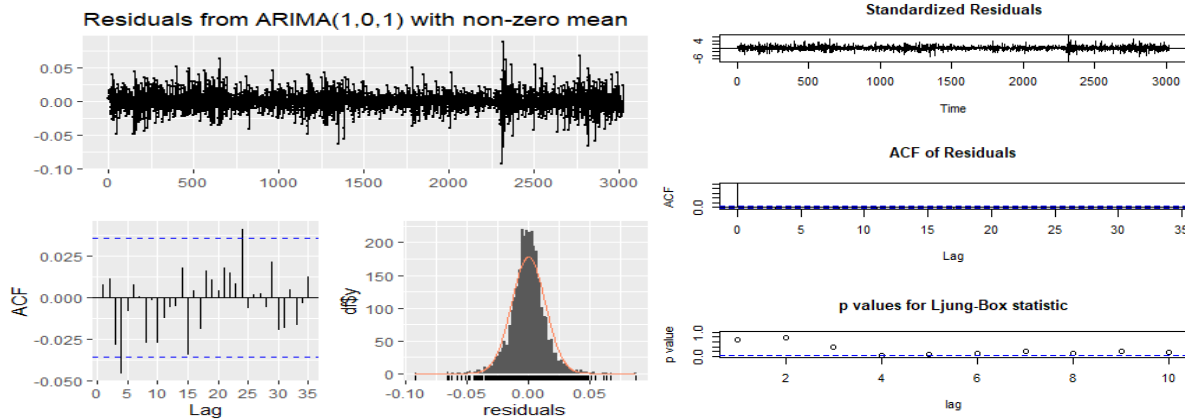 Residuals from ARIMA(1,0,1) with non-zero mean
0.05
0.00
-0.05
-0.10
0 500 1000 1500 2000 2500 3000
ACF
0.025
0.000
-0.025
-0.050
0 5 10 15 20 25 30 35
Lag
df$y
200
150
100
50
0
-0.10 -0.05 0.00 0.05
residuals
Standardized Residuals
-6 4
0 500 1000 1500 2000 2500 3000
Time
ACF of Residuals
ACF
0.0
0 5 10 15 20 25 30 35
Lag
p values for Ljung-Box statistic
p value
0.0 1.0
2 4 6 8 10
lag